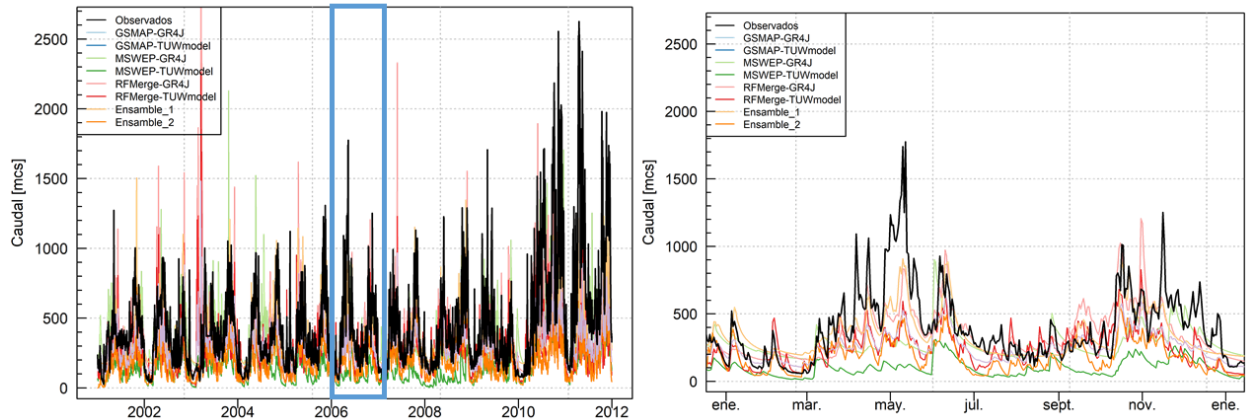 Caudal [mcs]
2500
2000
1500
1000
500
0
Observados
GSMAP-GR4J
GSMAP-TUWmodel
MSWEP-GR4J
MSWEP-TUWmodel
RFMerge-GR4J
RFMerge-TUWmodel
Ensamble_1
Ensamble_2
2002 2004 2006 2008 2010 2012
Caudal [mcs]
2500
2000
1500
1000
500
0
Observados
GSMAP-GR4J
GSMAP-TUWmodel
MSWEP-GR4J
MSWEP-TUWmodel
RFMerge-GR4J
RFMerge-TUWmodel
Ensamble_1
Ensamble_2
ene. mar. may. jul. sept. nov. ene.